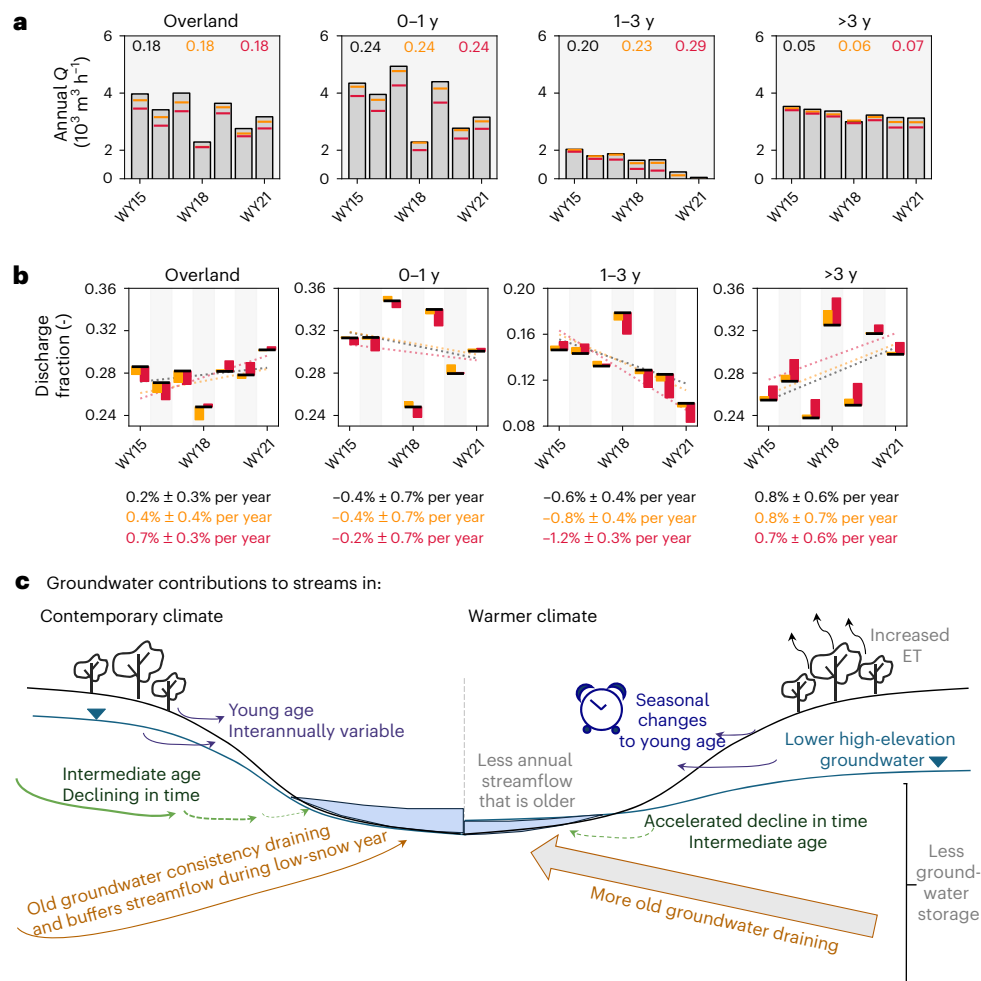 a
Overland
0–1 y
1–3 y
>3 y
Annual Q
(10³ m³ h⁻¹)
6
4
2
0
0.18 0.18 0.18
WY15
WY18
WY21
6
4
2
0
0.24 0.24 0.24
WY15
WY18
WY21
6
4
2
0
0.20 0.23 0.29
WY15
WY18
WY21
6
4
2
0
0.05 0.06 0.07
WY15
WY18
WY21
b
Overland
0–1 y
1–3 y
>3 y
Discharge
fraction (-)
0.36
0.32
0.28
0.24
WY15
WY18
WY21
0.36
0.32
0.28
0.24
WY15
WY18
WY21
0.20
0.16
0.12
0.08
WY15
WY18
WY21
0.36
0.32
0.28
0.24
WY15
WY18
WY21
0.2% ± 0.3% per year
0.4% ± 0.4% per year
0.7% ± 0.3% per year
–0.4% ± 0.7% per year
–0.4% ± 0.7% per year
–0.2% ± 0.7% per year
–0.6% ± 0.4% per year
–0.8% ± 0.4% per year
–1.2% ± 0.3% per year
0.8% ± 0.6% per year
0.8% ± 0.7% per year
0.7% ± 0.6% per year
c Groundwater contributions to streams in:
Contemporary climate
Warmer climate
Increased
ET
Young age
Interannually variable
Seasonal
changes
to young age
Lower high-elevation
groundwater
Less annual
streamflow
that is older
Intermediate age
Declining in time
Accelerated decline in time
Intermediate age
Old groundwater consistency draining
and buffers streamflow during low-snow year
More old groundwater draining
Less
ground-
water
storage